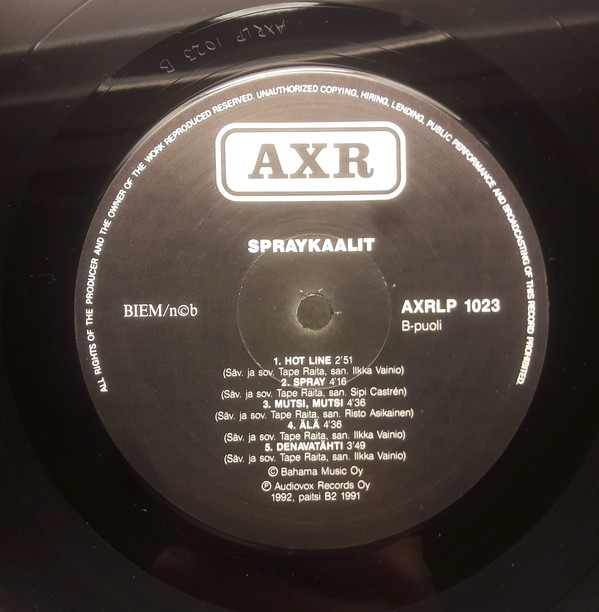 AXRLP 1023 B
ALL RIGHTS OF THE PRODUCER AND THE OWNER OF THE WORK REPRODUCED RESERVED. UNAUTHORIZED COPYING, HIRING, LENDING, PUBLIC PERFORMANCE AND BROADCASTING OF THIS RECORD PROHIBITED.
AXR
SPRAYKAALIT
BIEM/n©b
AXRLP 1023
B-puoli
1. HOT LINE 2'51
(Säv. ja sov. Tape Raita, san. Ilkka Vainio)
2. SPRAY 4'16
(Säv. ja sov. Tape Raita, san. Sipi Castrén)
3. MUTSI, MUTSI 4'36
(Säv. ja sov. Tape Raita, san. Risto Asikainen)
4. ÄLÄ 4'36
(Säv. ja sov. Tape Raita, san. Ilkka Vainio)
5. DENAVATÄHTI 3'49
(Säv. ja sov. Tape Raita, san. Ilkka Vainio)
© Bahama Music Oy
℗ Audiovox Records Oy
1992, paitsi B2 1991